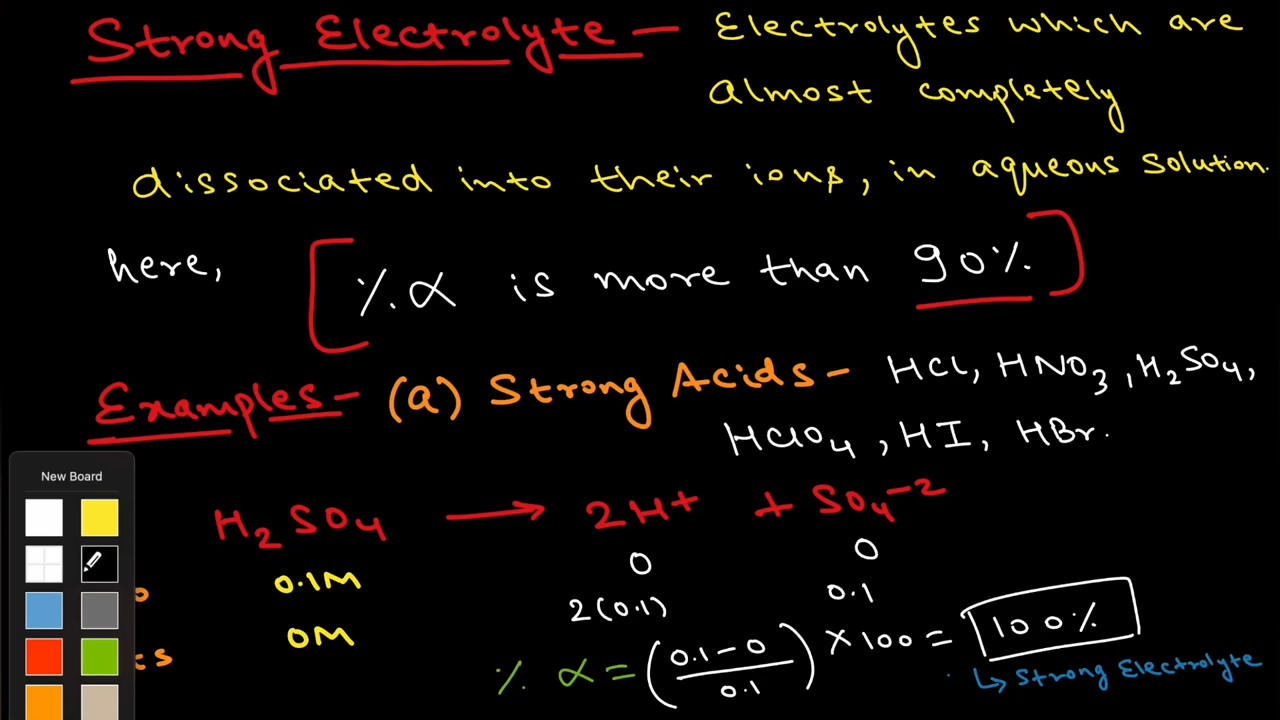 Strong Electrolyte — Electrolytes which are
almost completely
dissociated into their ions, in aqueous solution.
here, [ %α is more than 90% ]
Examples - (a) Strong Acids - HCl, HNO3, H2SO4,
HClO4, HI, HBr.
New Board
H2SO4 → 2H+ + SO4-2
0.1M 0 0
0M 2(0.1) 0.1
% α = (0.1-0/0.1) × 100 = 100%
↳ Strong Electrolyte